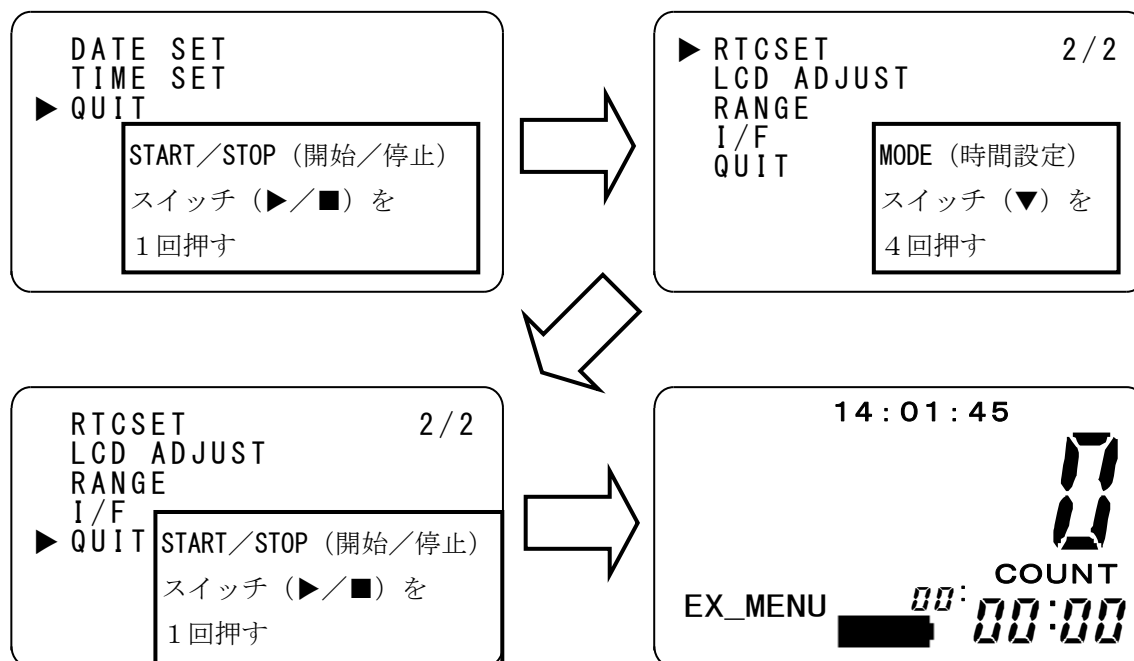 DATE SET
TIME SET
▶ QUIT
START／STOP（開始／停止）
スイッチ（▶／■）を
１回押す
▶ RTCSET 2/2
LCD ADJUST
RANGE
I/F
QUIT
MODE（時間設定）
スイッチ（▼）を
４回押す
RTCSET 2/2
LCD ADJUST
RANGE
I/F
▶ QUIT
START／STOP（開始／停止）
スイッチ（▶／■）を
１回押す
14:01:45
0
COUNT
EX_MENU 00:00:00